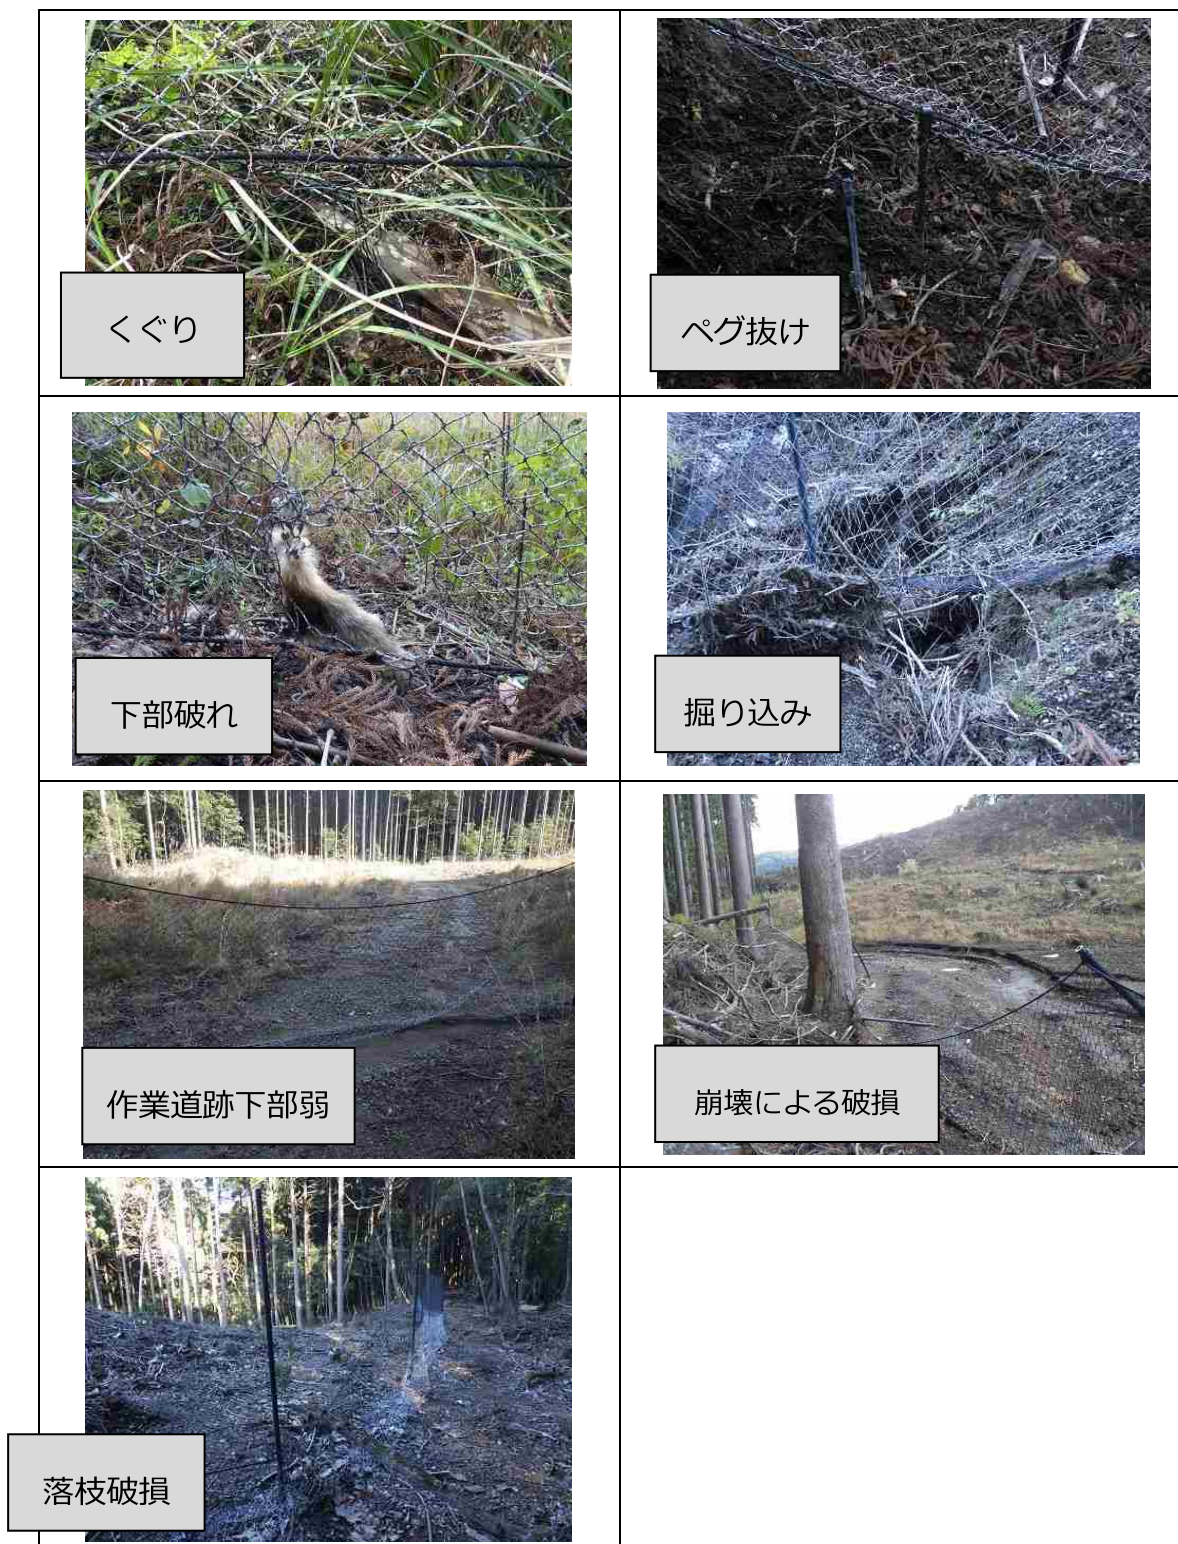 くぐり
ペグ抜け
下部破れ
掘り込み
作業道跡下部弱
崩壊による破損
落枝破損